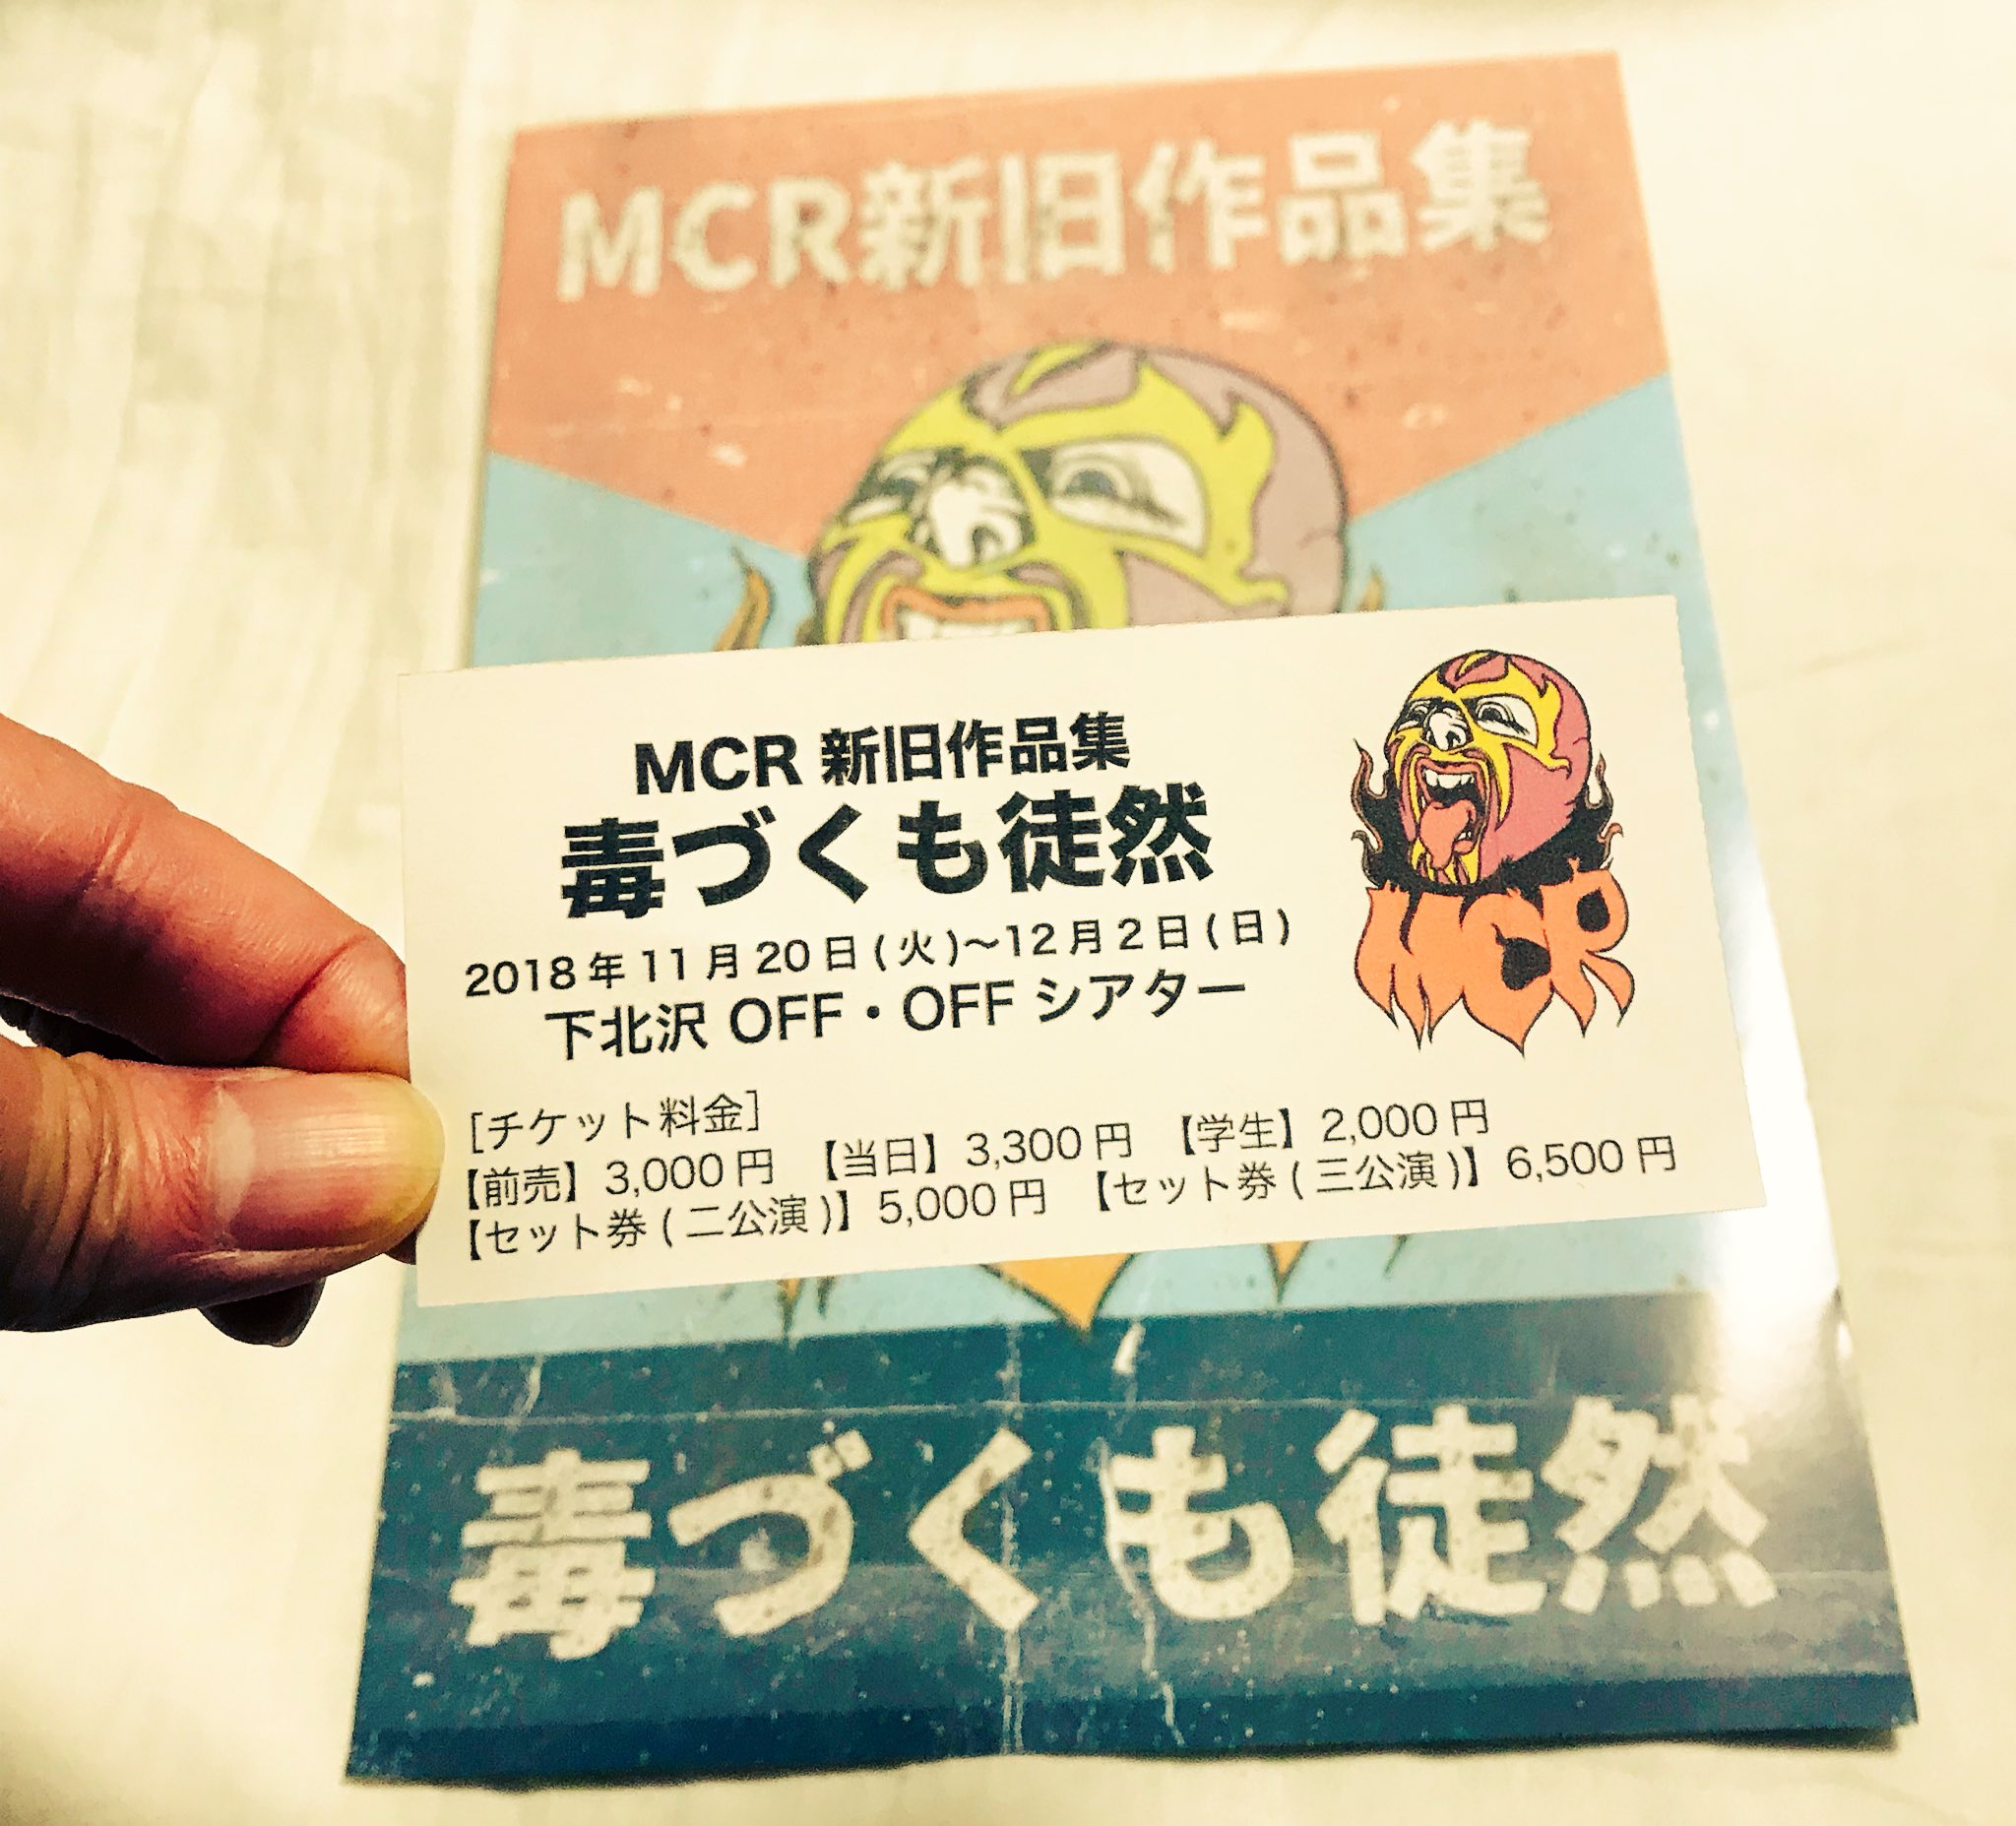 MCR新旧作品集
MCR 新旧作品集
毒づくも徒然
2018年11月20日(火)～12月2日(日)
下北沢 OFF・OFF シアター
MCR
[チケット料金]
【前売】3,000円 【当日】3,300円 【学生】2,000円
【セット券(二公演)】5,000円 【セット券(三公演)】6,500円
毒づくも徒然